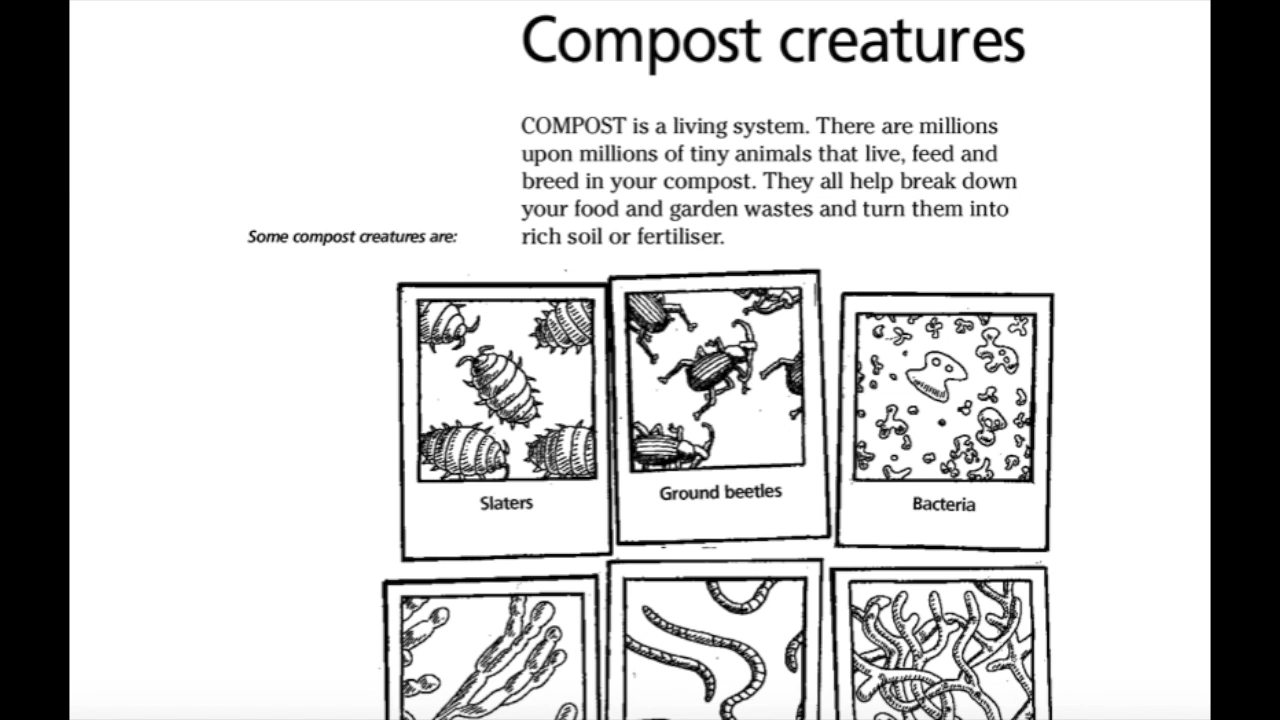 Compost creatures
COMPOST is a living system. There are millions
upon millions of tiny animals that live, feed and
breed in your compost. They all help break down
your food and garden wastes and turn them into
rich soil or fertiliser.
Some compost creatures are:
Slaters
Ground beetles
Bacteria